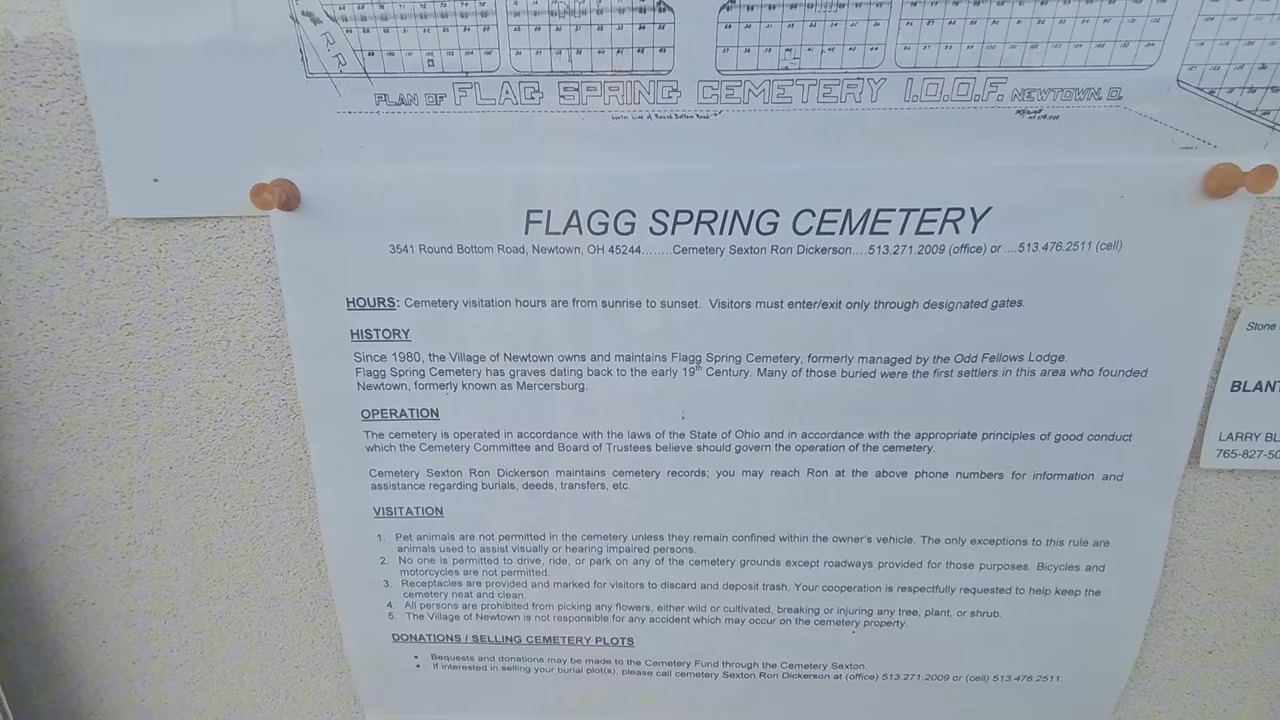 R.R.
PLAN OF FLAG SPRING CEMETERY I.O.O.F. NEWTOWN. O.
Center Line of Round Bottom Road
FLAGG SPRING CEMETERY
3541 Round Bottom Road, Newtown, OH 45244........Cemetery Sexton Ron Dickerson....513.271.2009 (office) or ....513.476.2511 (cell)
HOURS: Cemetery visitation hours are from sunrise to sunset. Visitors must enter/exit only through designated gates.
HISTORY
Since 1980, the Village of Newtown owns and maintains Flagg Spring Cemetery, formerly managed by the Odd Fellows Lodge.
Flagg Spring Cemetery has graves dating back to the early 19th Century. Many of those buried were the first settlers in this area who founded
Newtown, formerly known as Mercersburg.
OPERATION
The cemetery is operated in accordance with the laws of the State of Ohio and in accordance with the appropriate principles of good conduct
which the Cemetery Committee and Board of Trustees believe should govern the operation of the cemetery.
Cemetery Sexton Ron Dickerson maintains cemetery records; you may reach Ron at the above phone numbers for information and
assistance regarding burials, deeds, transfers, etc.
VISITATION
1. Pet animals are not permitted in the cemetery unless they remain confined within the owner's vehicle. The only exceptions to this rule are
animals used to assist visually or hearing impaired persons.
2. No one is permitted to drive, ride, or park on any of the cemetery grounds except roadways provided for those purposes. Bicycles and
motorcycles are not permitted.
3. Receptacles are provided and marked for visitors to discard and deposit trash. Your cooperation is respectfully requested to help keep the
cemetery neat and clean.
4. All persons are prohibited from picking any flowers, either wild or cultivated, breaking or injuring any tree, plant, or shrub.
5. The Village of Newtown is not responsible for any accident which may occur on the cemetery property.
DONATIONS / SELLING CEMETERY PLOTS
• Bequests and donations may be made to the Cemetery Fund through the Cemetery Sexton.
• If interested in selling your burial plot(s), please call cemetery Sexton Ron Dickerson at (office) 513.271.2009 or (cell) 513.476.2511.
Stone
BLANT
LARRY BL
765-827-50